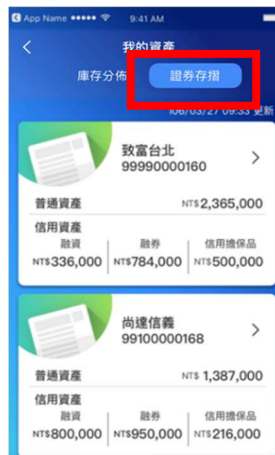 App Name 9:41 AM
我的資產
庫存分佈 證券存摺
106/03/27 09:33 更新
致富台北
99990000160
普通資產 NT$2,365,000
信用資產
融資 融券 信用擔保品
NT$336,000 NT$784,000 NT$500,000
尚達信義
99100000168
普通資產 NT$ 1,387,000
信用資產
融資 融券 信用擔保品
NT$800,000 NT$950,000 NT$216,000